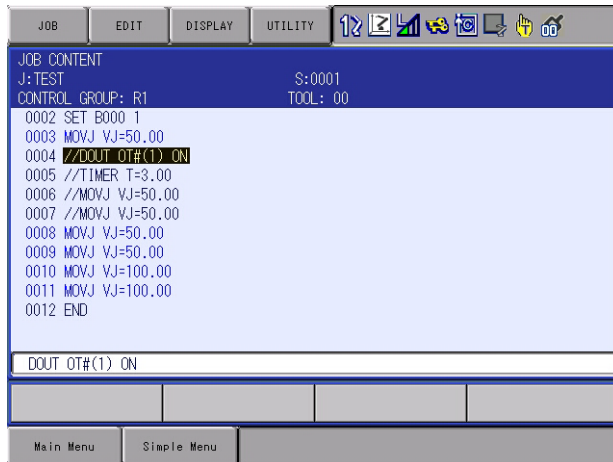 JOB EDIT DISPLAY UTILITY
JOB CONTENT
J:TEST S:0001
CONTROL GROUP: R1 TOOL: 00
0002 SET B000 1
0003 MOVJ VJ=50.00
0004 //DOUT OT#(1) ON
0005 //TIMER T=3.00
0006 //MOVJ VJ=50.00
0007 //MOVJ VJ=50.00
0008 MOVJ VJ=50.00
0009 MOVJ VJ=50.00
0010 MOVJ VJ=100.00
0011 MOVJ VJ=100.00
0012 END
DOUT OT#(1) ON
Main Menu Simple Menu